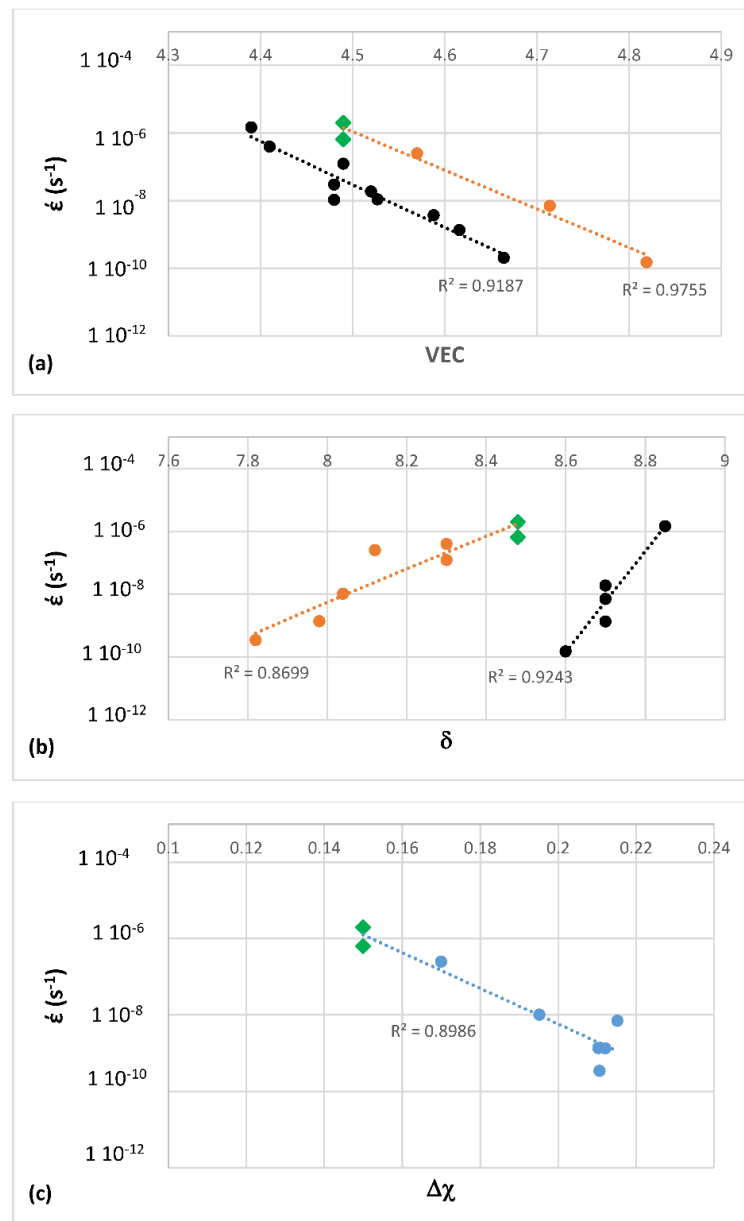 4.3 4.4 4.5 4.6 4.7 4.8 4.9
1 10⁻⁴
1 10⁻⁶
1 10⁻⁸
1 10⁻¹⁰
1 10⁻¹²
έ (s⁻¹)
R² = 0.9187
R² = 0.9755
VEC
(a)
7.6 7.8 8 8.2 8.4 8.6 8.8 9
1 10⁻⁴
1 10⁻⁶
1 10⁻⁸
1 10⁻¹⁰
1 10⁻¹²
έ (s⁻¹)
R² = 0.8699
R² = 0.9243
δ
(b)
0.1 0.12 0.14 0.16 0.18 0.2 0.22 0.24
1 10⁻⁴
1 10⁻⁶
1 10⁻⁸
1 10⁻¹⁰
1 10⁻¹²
έ (s⁻¹)
R² = 0.8986
Δχ
(c)